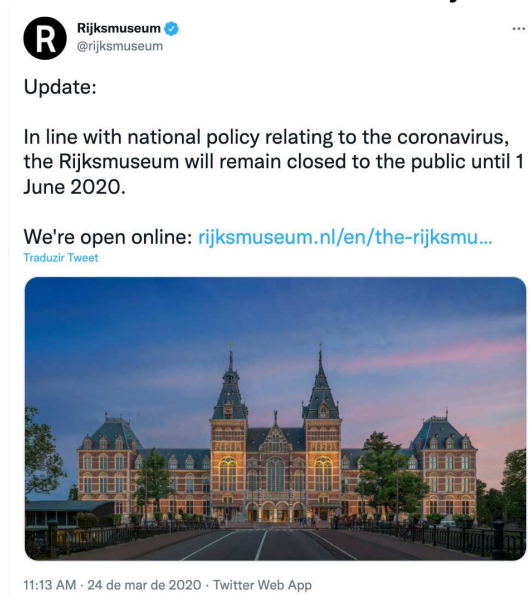 R
Rijksmuseum
@rijksmuseum
Update:
In line with national policy relating to the coronavirus,
the Rijksmuseum will remain closed to the public until 1
June 2020.
We're open online: rijksmuseum.nl/en/the-rijksmu...
Traduzir Tweet
11:13 AM · 24 de mar de 2020 · Twitter Web App